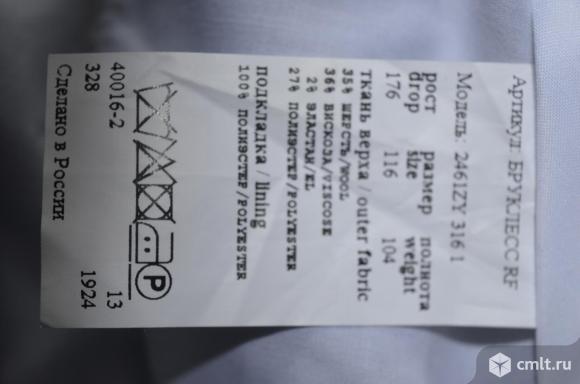 Артикул: БРУКЛЕСС RF
Модель: 2461ZY 316 1
рост размер полнота
drop size weight
176 116 104
ткань верха / outer fabric
35% ШЕРСТЬ/WOOL
36% ВИСКОЗА/VISCOSE
2% ЭЛАСТАН/EL
27% ПОЛИЭСТЕР/POLYESTER
подкладка / lining
100% ПОЛИЭСТЕР/POLYESTER
P
40016-2 13
328 1924
Сделано в России
cmlt.ru